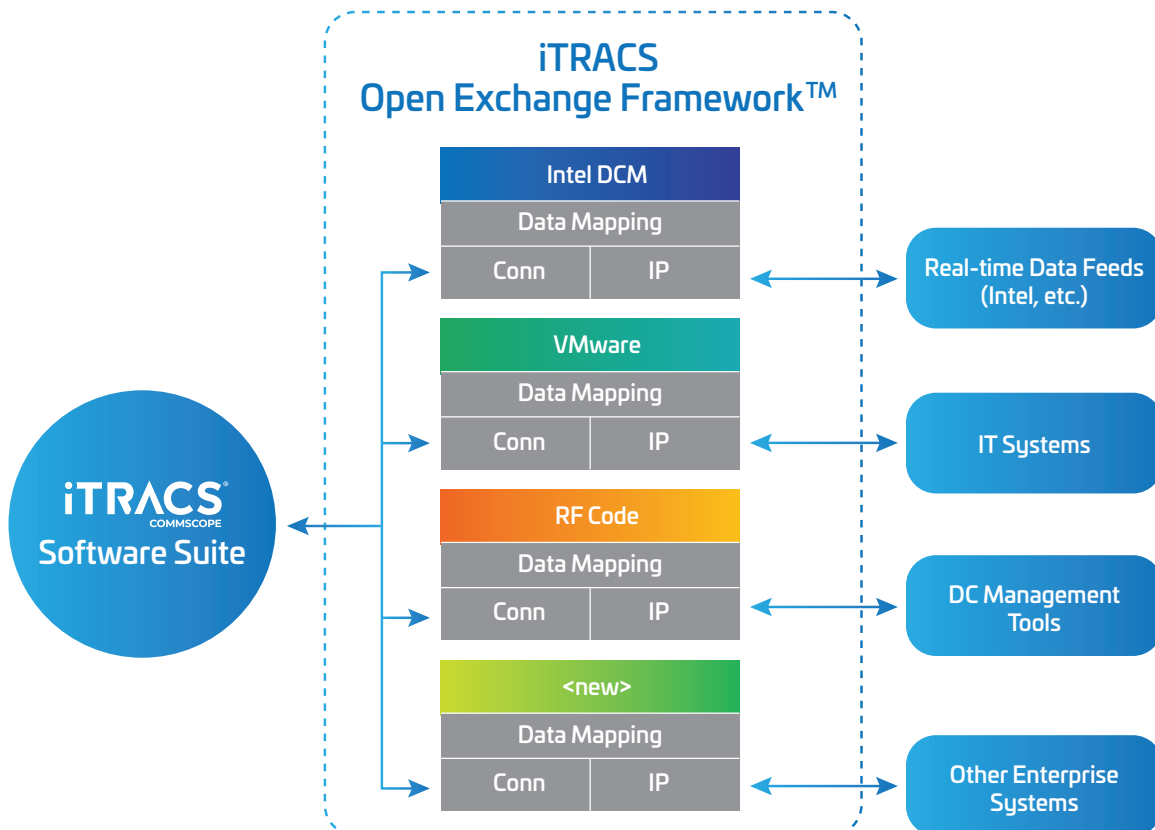 iTRACS
Open Exchange Framework™
Intel DCM
Data Mapping
Conn IP
VMware
Data Mapping
Conn IP
RF Code
Data Mapping
Conn IP
<new>
Data Mapping
Conn IP
iTRACS®
COMMSCOPE
Software Suite
Real-time Data Feeds
(Intel, etc.)
IT Systems
DC Management
Tools
Other Enterprise
Systems